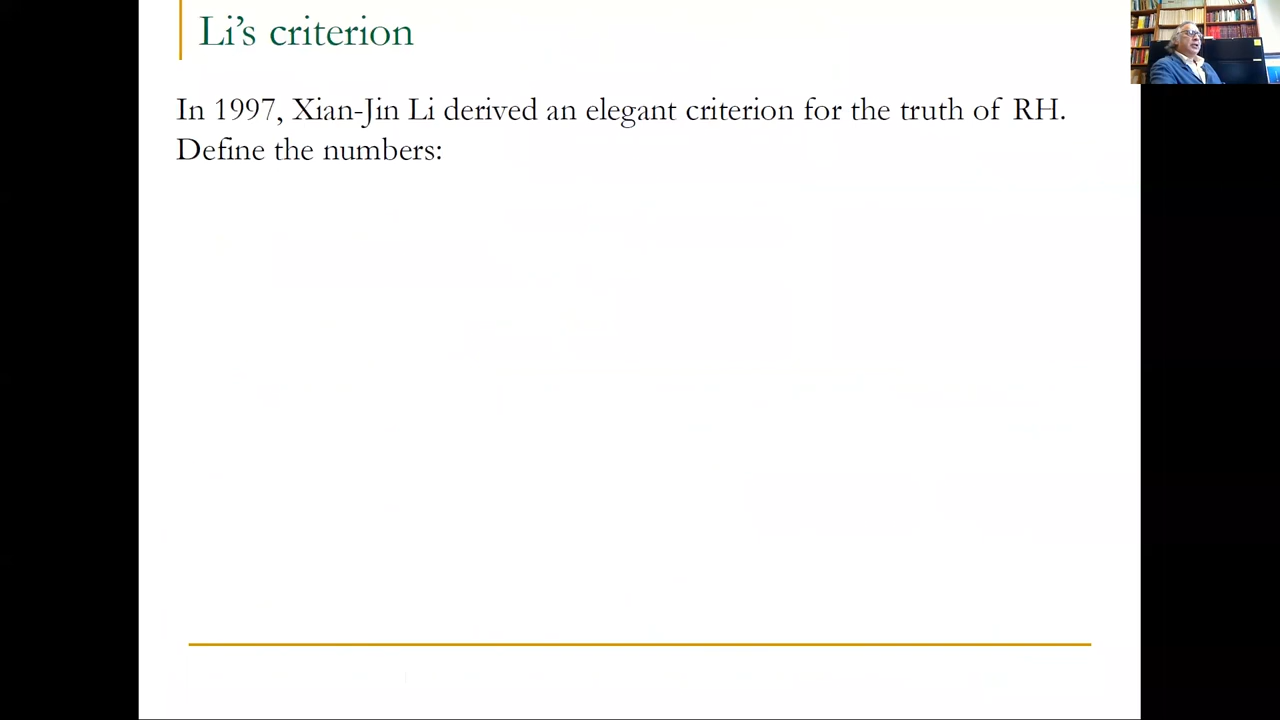 Li’s criterion
In 1997, Xian-Jin Li derived an elegant criterion for the truth of RH.
Define the numbers: